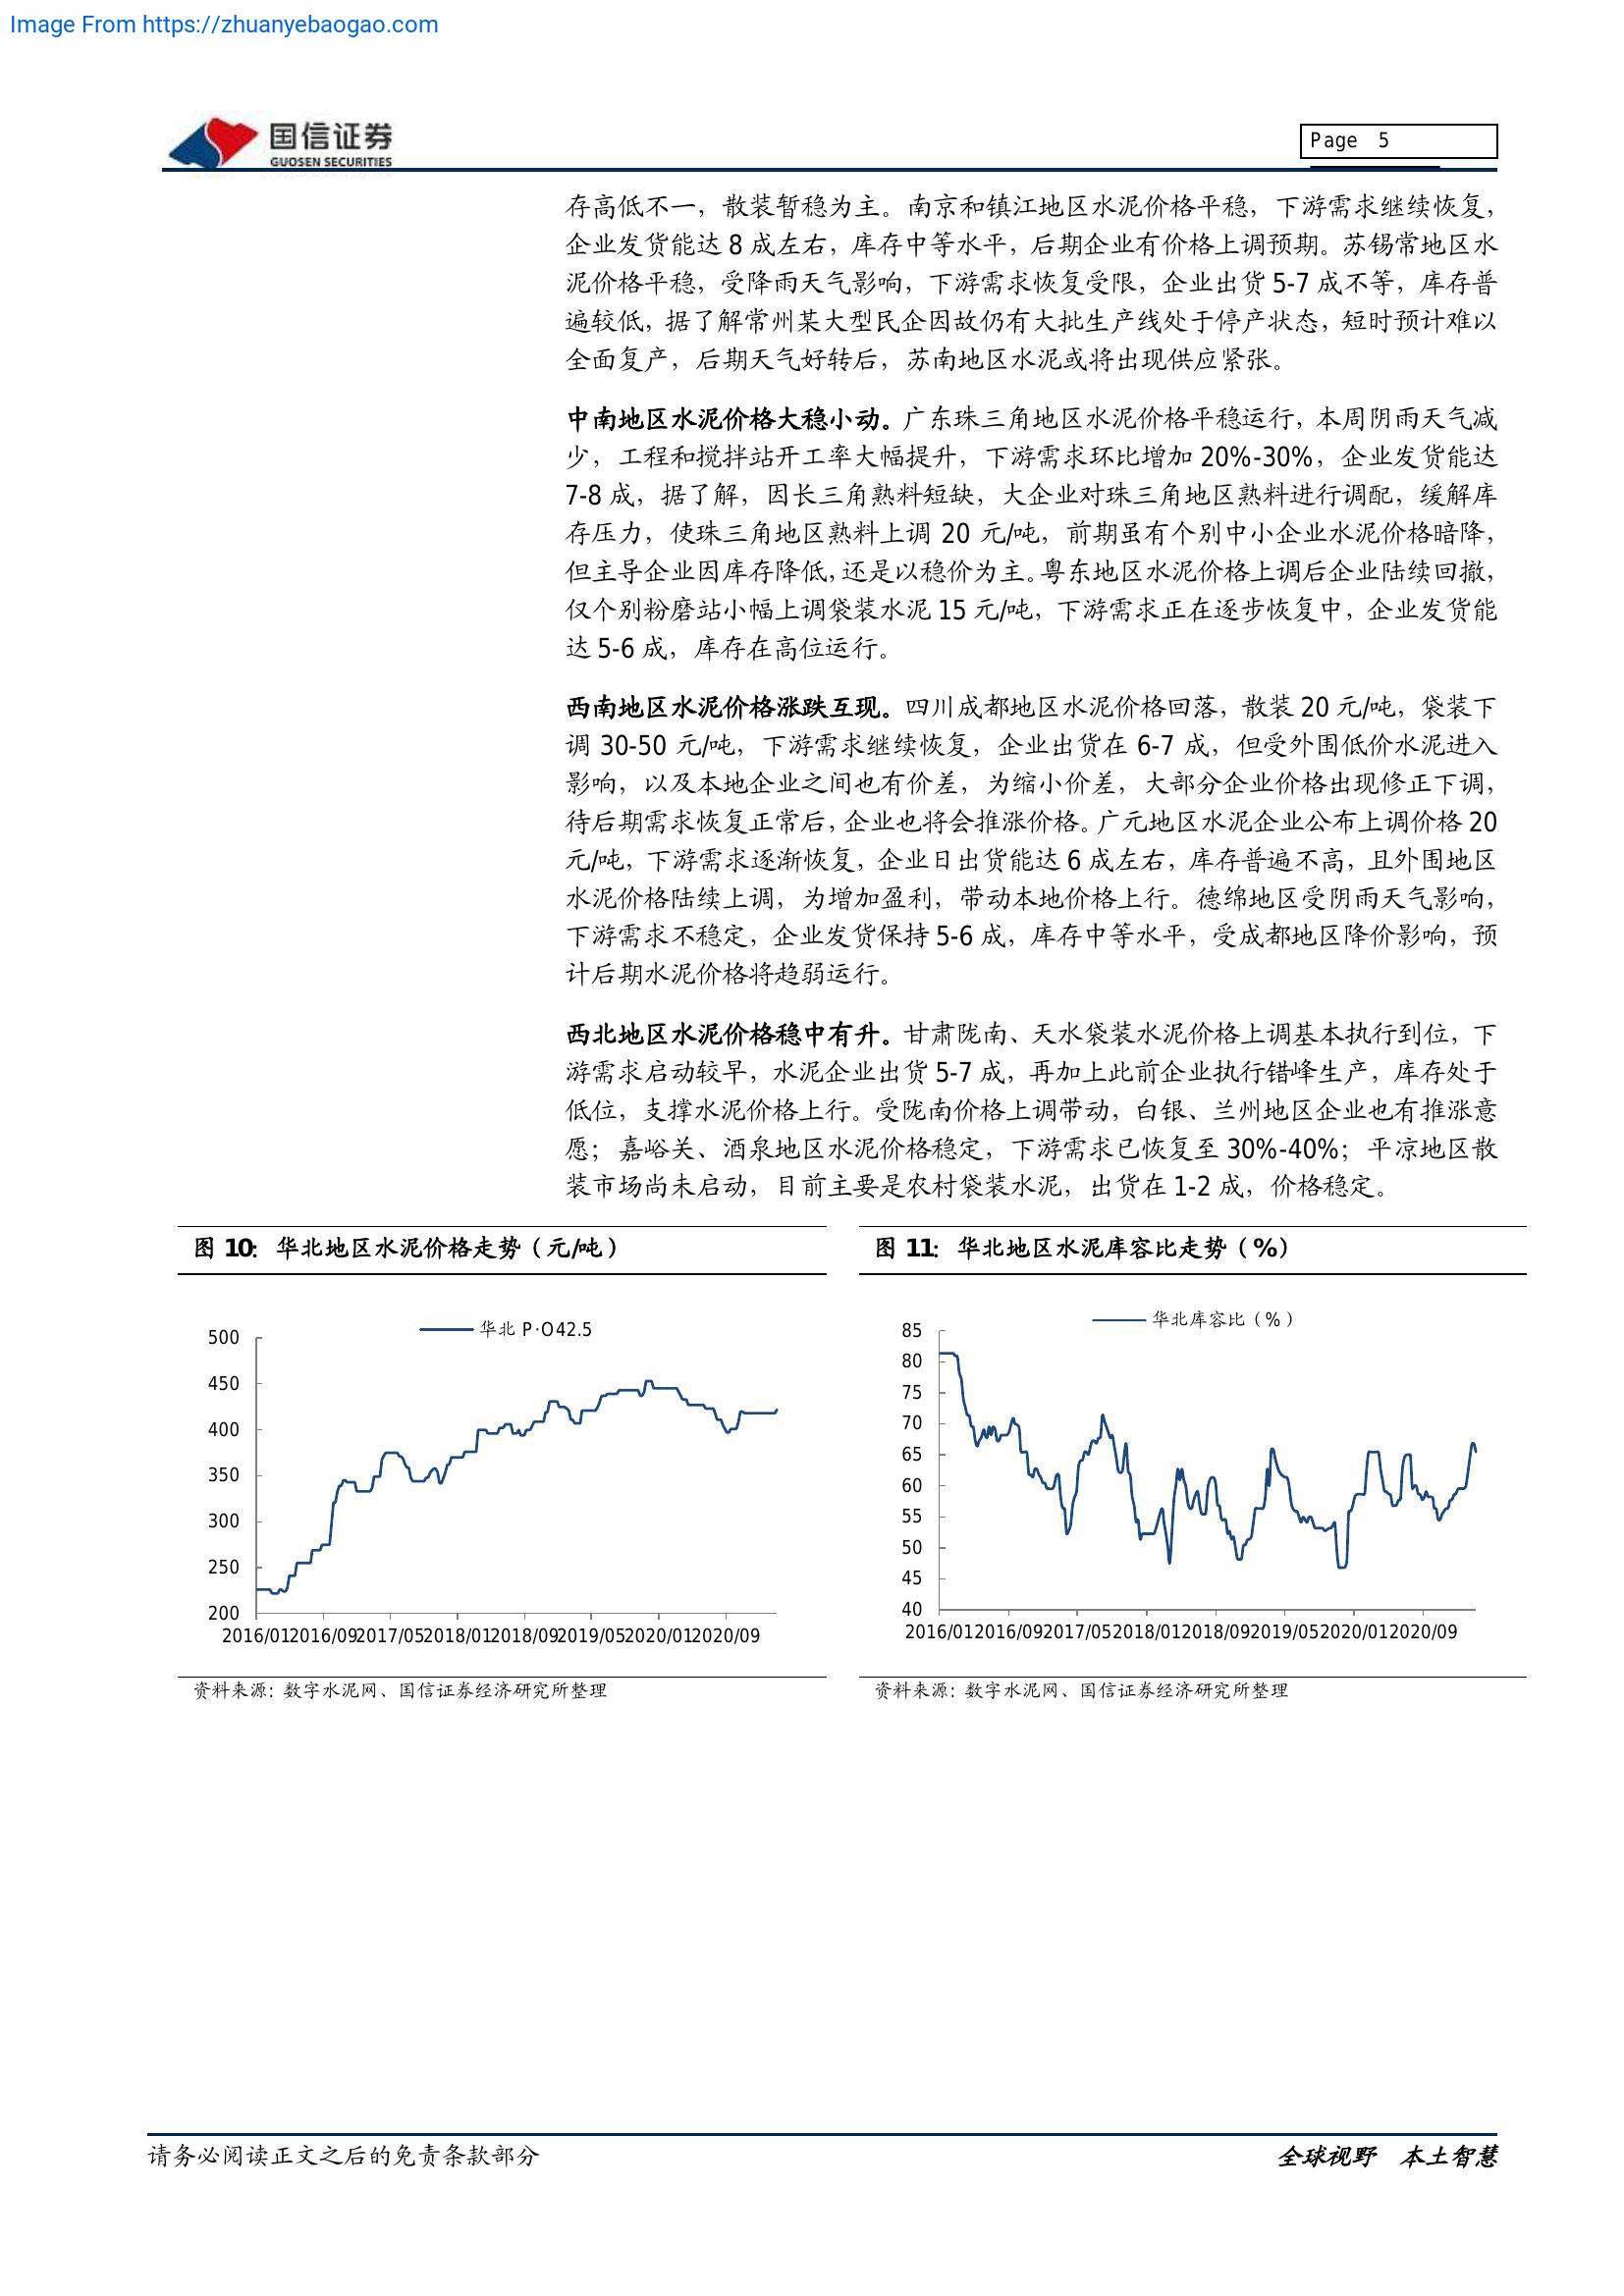 Image From https://zhuanyebaogao.com
国信证券
GUOSEN SECURITIES
Page 5
存高低不一，散装暂稳为主。南京和镇江地区水泥价格平稳，下游需求继续恢复，
企业发货能达 8 成左右，库存中等水平，后期企业有价格上调预期。苏锡常地区水
泥价格平稳，受降雨天气影响，下游需求恢复受限，企业出货 5-7 成不等，库存普
遍较低，据了解常州某大型民企因故仍有大批生产线处于停产状态，短时预计难以
全面复产，后期天气好转后，苏南地区水泥或将出现供应紧张。
中南地区水泥价格大稳小动。广东珠三角地区水泥价格平稳运行，本周阴雨天气减
少，工程和搅拌站开工率大幅提升，下游需求环比增加 20%-30%，企业发货能达
7-8 成，据了解，因长三角熟料短缺，大企业对珠三角地区熟料进行调配，缓解库
存压力，使珠三角地区熟料上调 20 元/吨，前期虽有个别中小企业水泥价格暗降，
但主导企业因库存降低，还是以稳价为主。粤东地区水泥价格上调后企业陆续回撤，
仅个别粉磨站小幅上调袋装水泥 15 元/吨，下游需求正在逐步恢复中，企业发货能
达 5-6 成，库存在高位运行。
西南地区水泥价格涨跌互现。四川成都地区水泥价格回落，散装 20 元/吨，袋装下
调 30-50 元/吨，下游需求继续恢复，企业出货在 6-7 成，但受外围低价水泥进入
影响，以及本地企业之间也有价差，为缩小价差，大部分企业价格出现修正下调，
待后期需求恢复正常后，企业也将会推涨价格。广元地区水泥企业公布上调价格 20
元/吨，下游需求逐渐恢复，企业日出货能达 6 成左右，库存普遍不高，且外围地区
水泥价格陆续上调，为增加盈利，带动本地价格上行。德绵地区受阴雨天气影响，
下游需求不稳定，企业发货保持 5-6 成，库存中等水平，受成都地区降价影响，预
计后期水泥价格将趋弱运行。
西北地区水泥价格稳中有升。甘肃陇南、天水袋装水泥价格上调基本执行到位，下
游需求启动较早，水泥企业出货 5-7 成，再加上此前企业执行错峰生产，库存处于
低位，支撑水泥价格上行。受陇南价格上调带动，白银、兰州地区企业也有推涨意
愿；嘉峪关、酒泉地区水泥价格稳定，下游需求已恢复至 30%-40%；平凉地区散
装市场尚未启动，目前主要是农村袋装水泥，出货在 1-2 成，价格稳定。
图 10：华北地区水泥价格走势（元/吨）
华北 P·O42.5
500
450
400
350
300
250
200
2016/01 2016/09 2017/05 2018/01 2018/09 2019/05 2020/01 2020/09
资料来源：数字水泥网、国信证券经济研究所整理
图 11：华北地区水泥库容比走势（%）
华北库容比（%）
85
80
75
70
65
60
55
50
45
40
2016/01 2016/09 2017/05 2018/01 2018/09 2019/05 2020/01 2020/09
资料来源：数字水泥网、国信证券经济研究所整理
请务必阅读正文之后的免责条款部分
全球视野 本土智慧